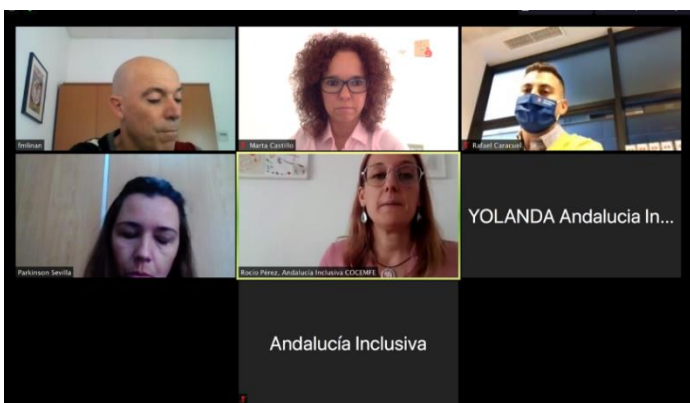 fmlinan
Marta Castillo
Rafael Caracuel
Parkinson Sevilla
Rocío Pérez, Andalucía Inclusiva COCEMFE
YOLANDA Andalucia In...
Andalucía Inclusiva